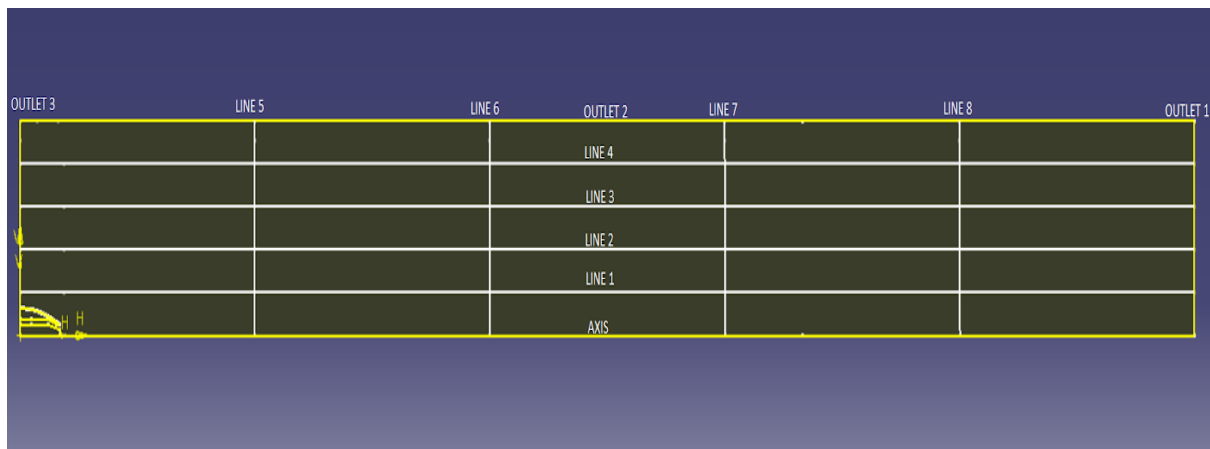 OUTLET 3 LINE 5 LINE 6 OUTLET 2 LINE 7 LINE 8 OUTLET 1
LINE 4
LINE 3
LINE 2
V
V
LINE 1
H H
AXIS